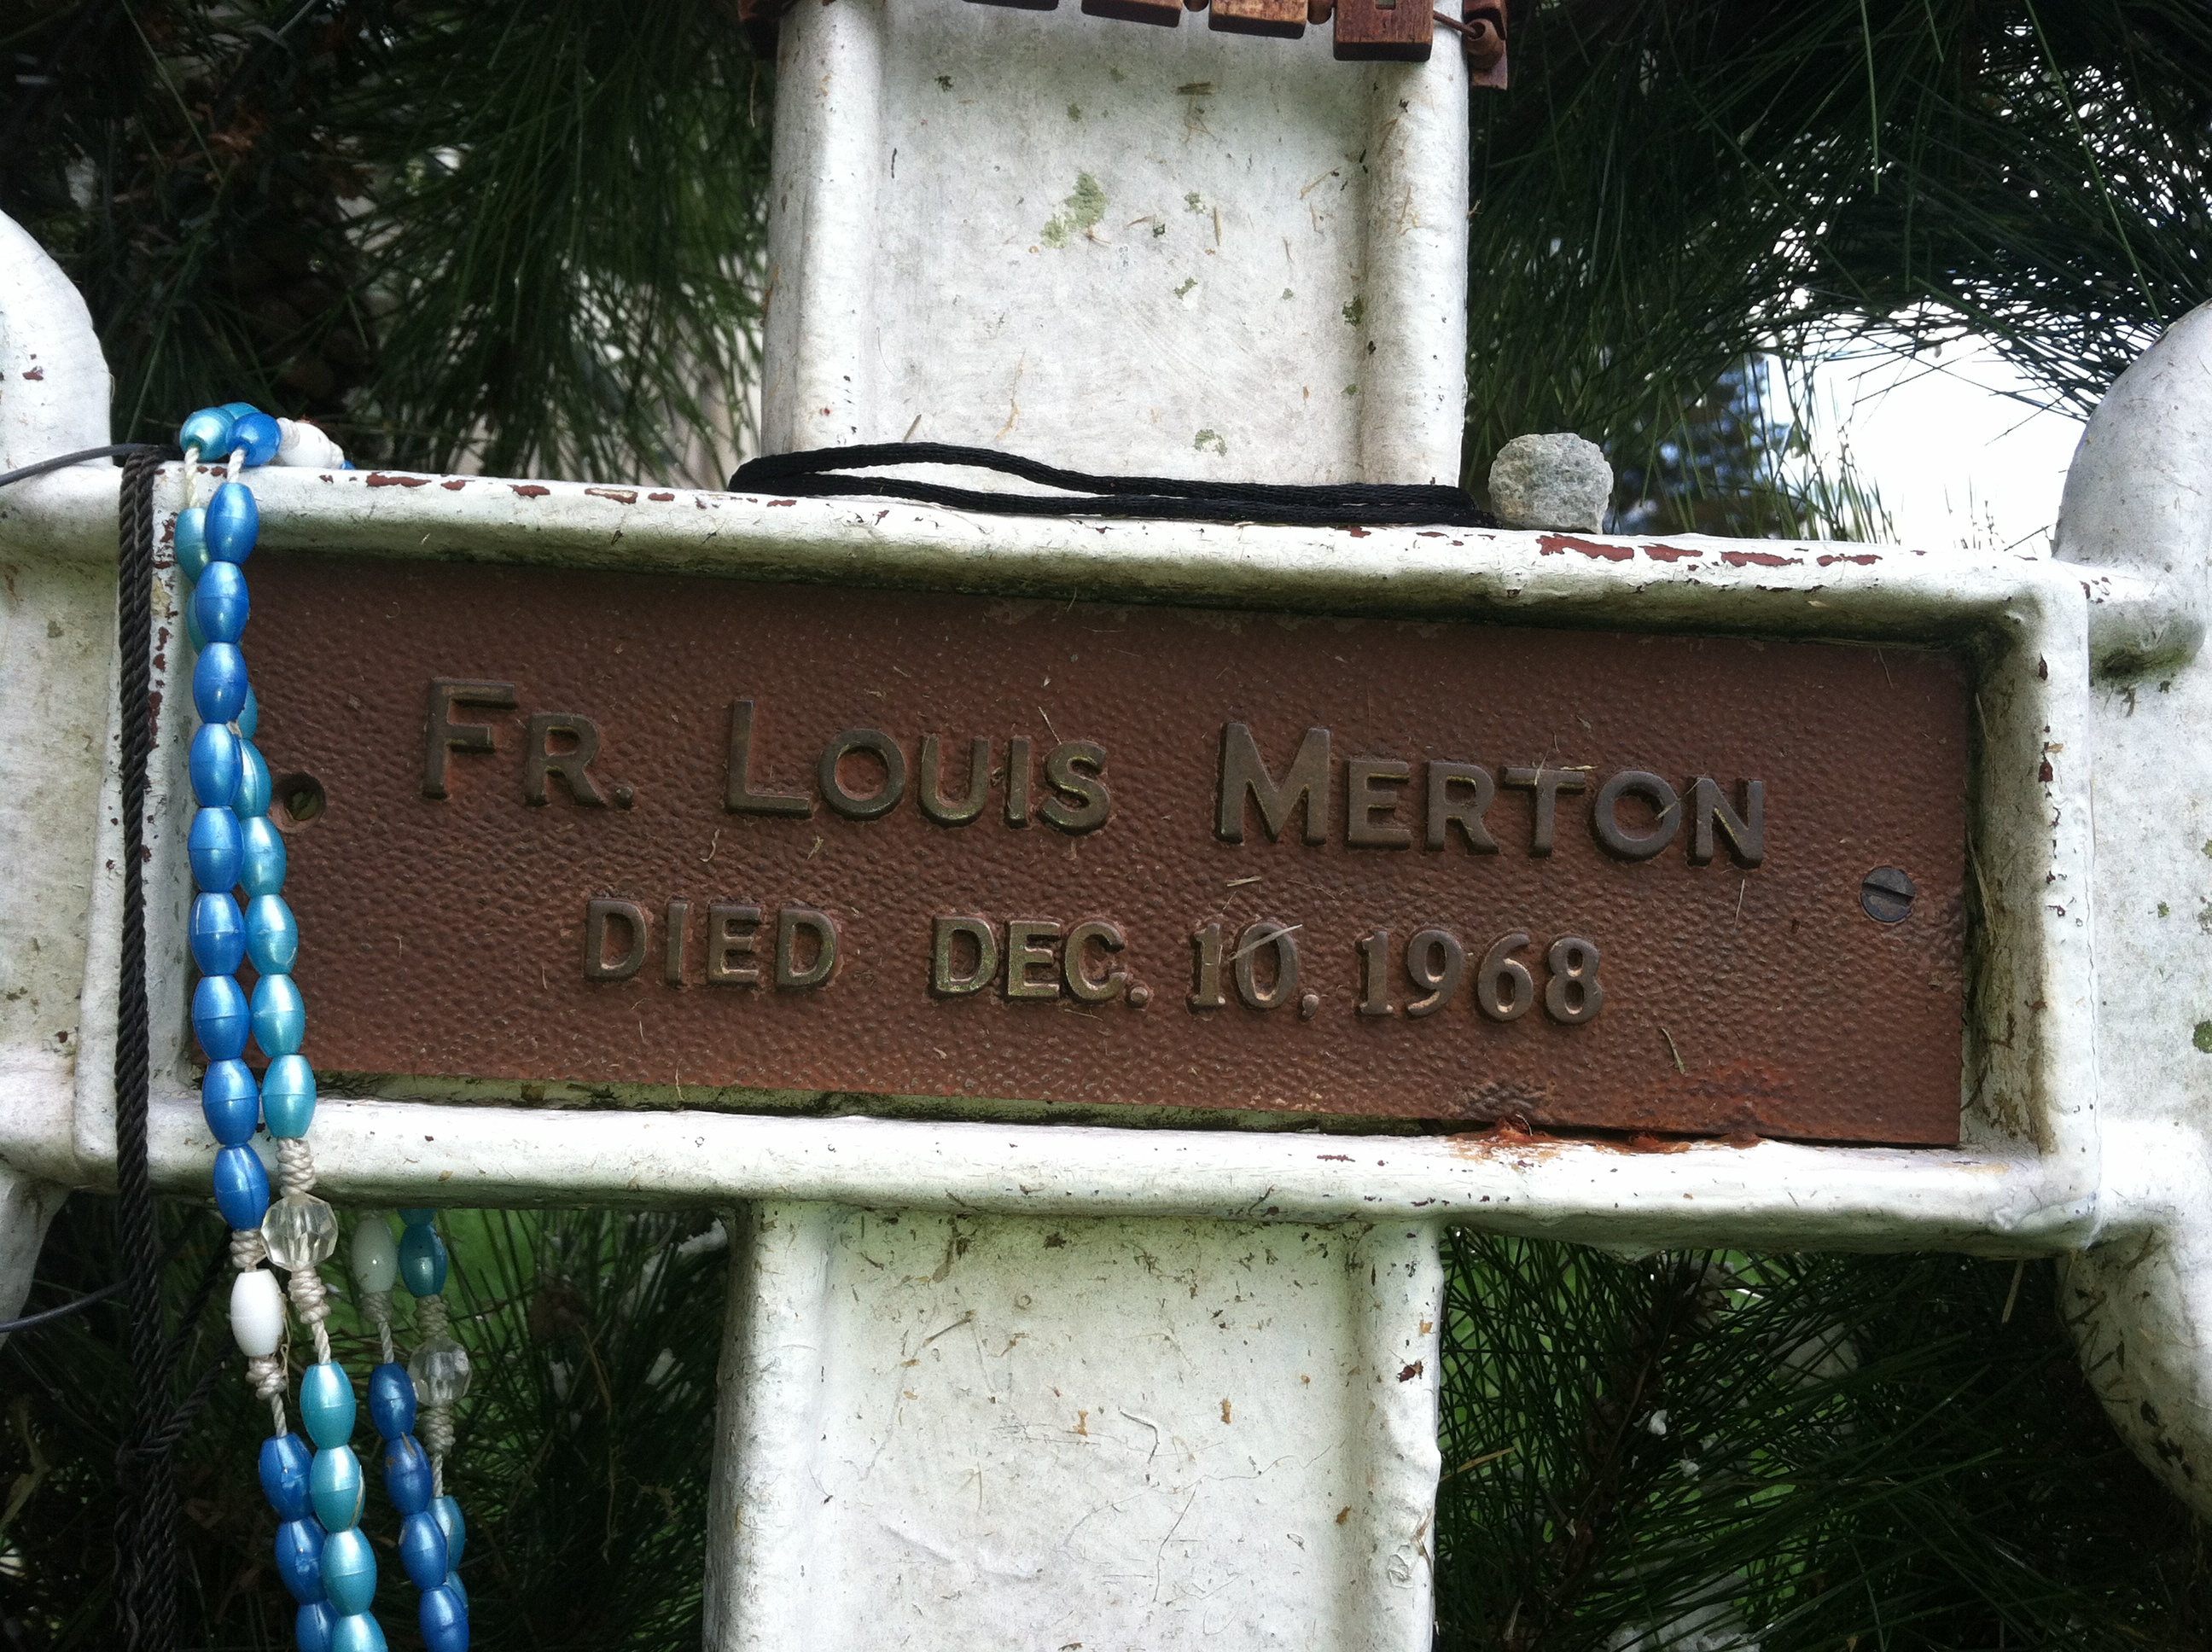 Fr. Louis Merton
Died Dec. 10, 1968